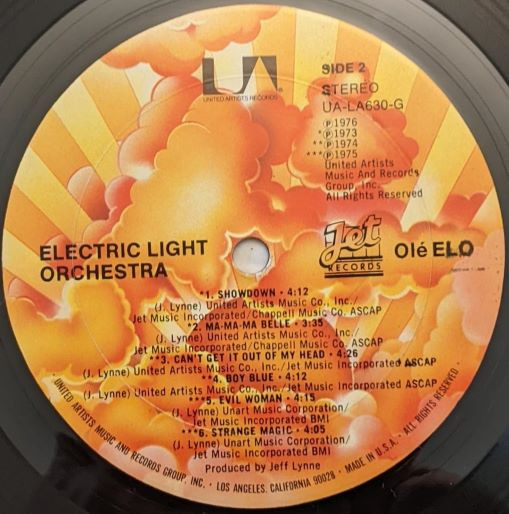 UA
UNITED ARTISTS RECORDS
SIDE 2
STEREO
UA-LA630-G
℗1976
*℗1973
**℗1974
***℗1975
United Artists
Music And Records
Group, Inc.
All Rights Reserved
ELECTRIC LIGHT
ORCHESTRA
Jet
RECORDS
Olé ELO
*1. SHOWDOWN • 4:12
(J. Lynne) United Artists Music Co., Inc./
Jet Music Incorporated/Chappell Music Co. ASCAP
*2. MA-MA-MA BELLE • 3:35
(J. Lynne) United Artists Music Co., Inc./
Jet Music Incorporated/Chappell Music Co. ASCAP
**3. CAN'T GET IT OUT OF MY HEAD • 4:26
(J. Lynne) United Artists Music Co., Inc./Jet Music Incorporated ASCAP
**4. BOY BLUE • 4:12
(J. Lynne) United Artists Music Co., Inc./Jet Music Incorporated ASCAP
***5. EVIL WOMAN • 4:15
(J. Lynne) Unart Music Corporation/
Jet Music Incorporated BMI
***6. STRANGE MAGIC • 4:05
(J. Lynne) Unart Music Corporation/
Jet Music Incorporated BMI
Produced by Jeff Lynne
UNITED ARTISTS MUSIC AND RECORDS GROUP, INC. • LOS ANGELES, CALIFORNIA 90028 • MADE IN U.S.A. • ALL RIGHTS RESERVED •